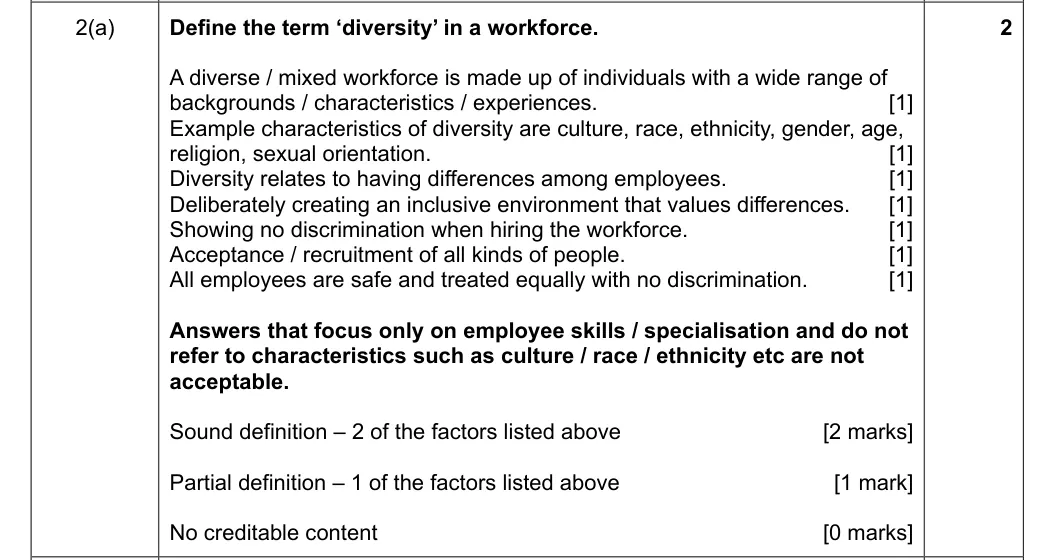 2(a) Define the term ‘diversity’ in a workforce. 2
A diverse / mixed workforce is made up of individuals with a wide range of
backgrounds / characteristics / experiences. [1]
Example characteristics of diversity are culture, race, ethnicity, gender, age,
religion, sexual orientation. [1]
Diversity relates to having differences among employees. [1]
Deliberately creating an inclusive environment that values differences. [1]
Showing no discrimination when hiring the workforce. [1]
Acceptance / recruitment of all kinds of people. [1]
All employees are safe and treated equally with no discrimination. [1]
Answers that focus only on employee skills / specialisation and do not
refer to characteristics such as culture / race / ethnicity etc are not
acceptable.
Sound definition – 2 of the factors listed above [2 marks]
Partial definition – 1 of the factors listed above [1 mark]
No creditable content [0 marks]